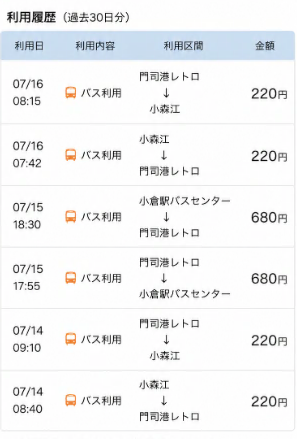 利用履歴（過去30日分）
利用日 利用内容 利用区間 金額
07/16 08:15 バス利用 門司港レトロ ↓ 小森江 220円
07/16 07:42 バス利用 小森江 ↓ 門司港レトロ 220円
07/15 18:30 バス利用 小倉駅バスセンター ↓ 門司港レトロ 680円
07/15 17:55 バス利用 門司港レトロ ↓ 小倉駅バスセンター 680円
07/14 09:10 バス利用 門司港レトロ ↓ 小森江 220円
07/14 08:40 バス利用 小森江 ↓ 門司港レトロ 220円